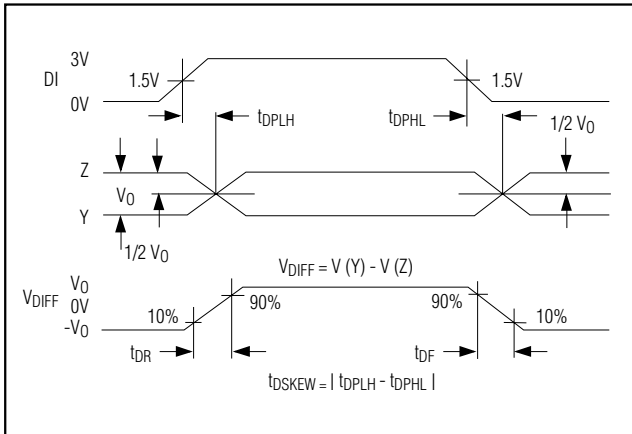 3V
DI
1.5V
1.5V
0V
tDPLH
tDPHL
1/2 VO
Z
VO
Y
1/2 VO
VDIFF = V (Y) - V (Z)
VO
VDIFF
0V
-VO
10%
90%
90%
10%
tDR
tDF
tDSKEW = | tDPLH - tDPHL |